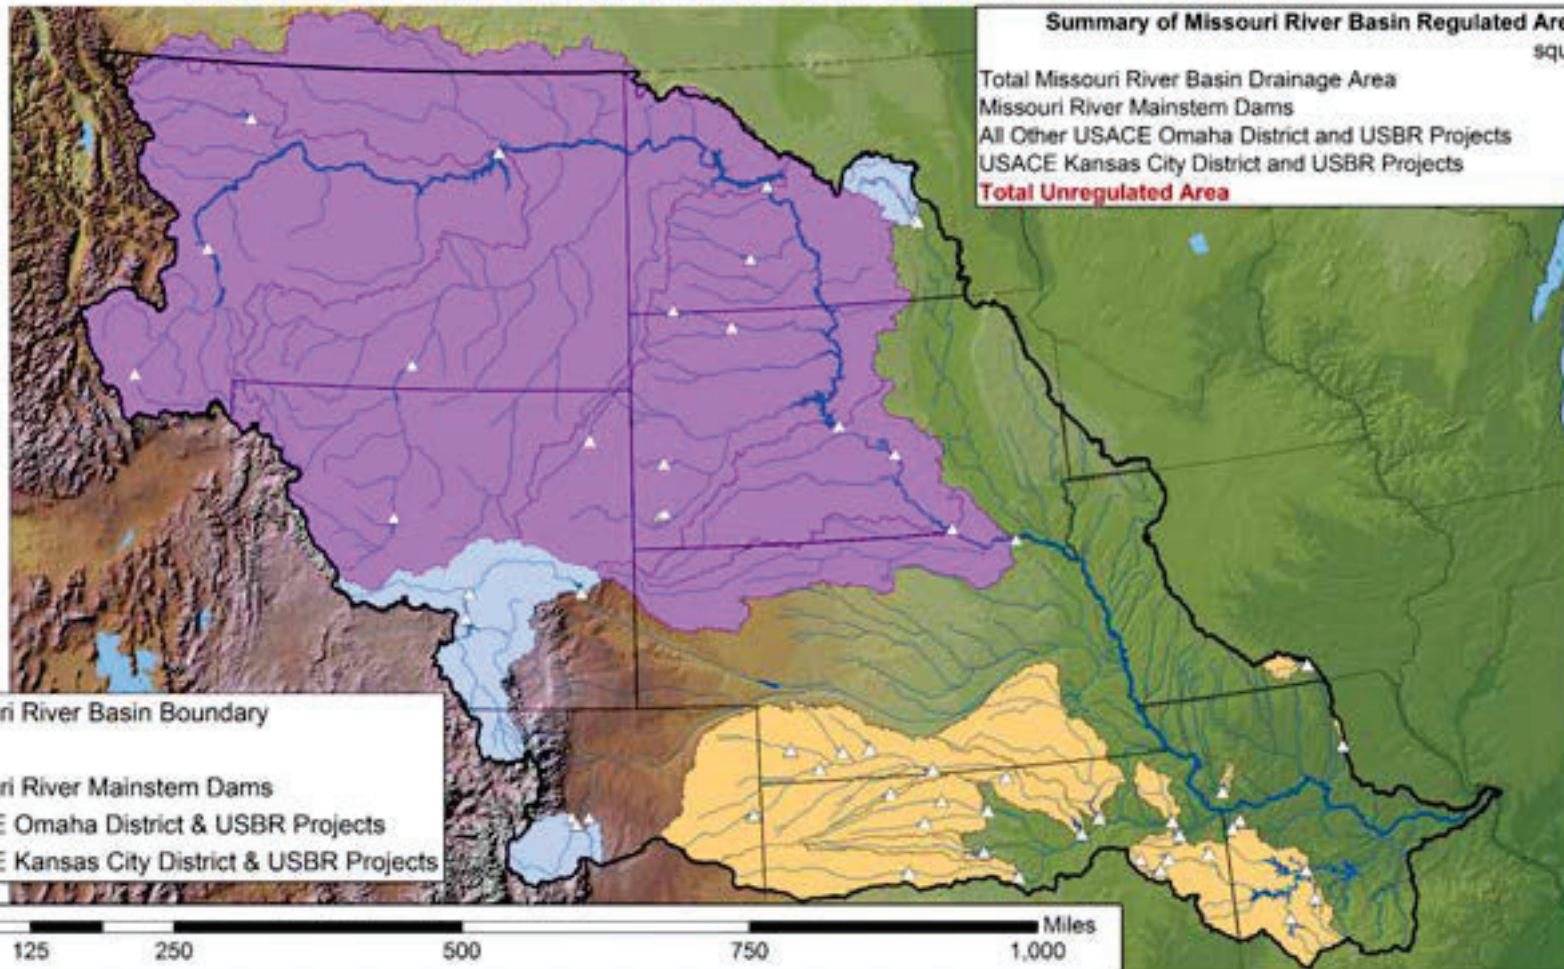 Summary of Missouri River Basin Regulated Are
squ
Total Missouri River Basin Drainage Area
Missouri River Mainstem Dams
All Other USACE Omaha District and USBR Projects
USACE Kansas City District and USBR Projects
Total Unregulated Area
ri River Basin Boundary
ri River Mainstem Dams
E Omaha District & USBR Projects
E Kansas City District & USBR Projects
Miles
125 250 500 750 1,000